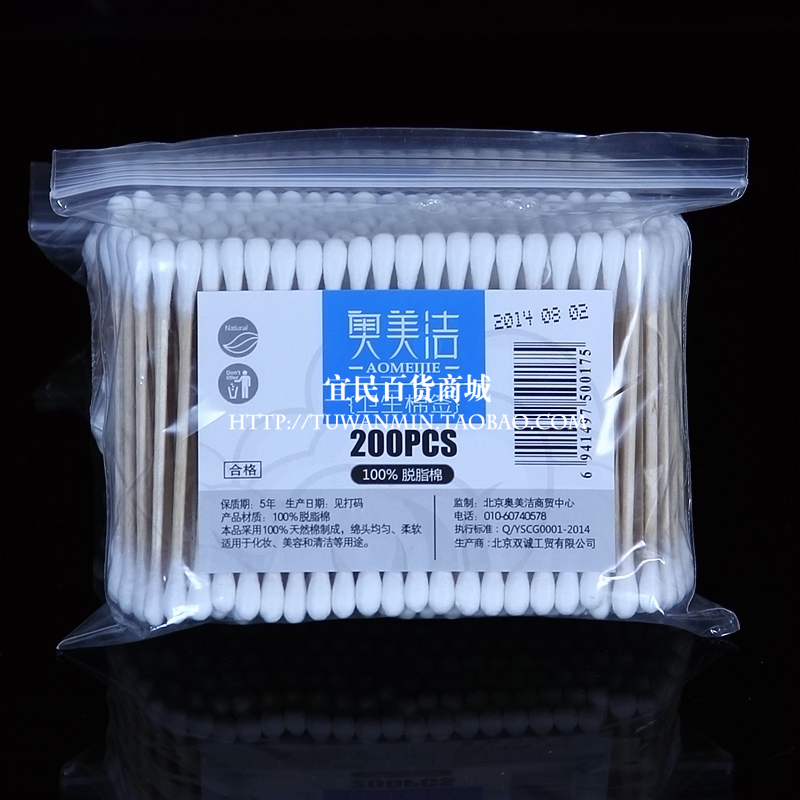 Natural
Don't litter
奥美洁
AOMEIJIE
宜民百货商城
{卫生棉签}
HTTP://TUWANMIN.TAOBAO.COM
200PCS
100% 脱脂棉
2014 08 02
6 941497 500175
合格
保质期：5年 生产日期：见打码
产品材质：100%脱脂棉
本品采用100%天然棉制成，绵头均匀、柔软
适用于化妆、美容和清洁等用途。
监制：北京奥美洁商贸中心
电话：010-60740578
执行标准：Q/YSCG0001-2014
生产商：北京双诚工贸有限公司
200PCS